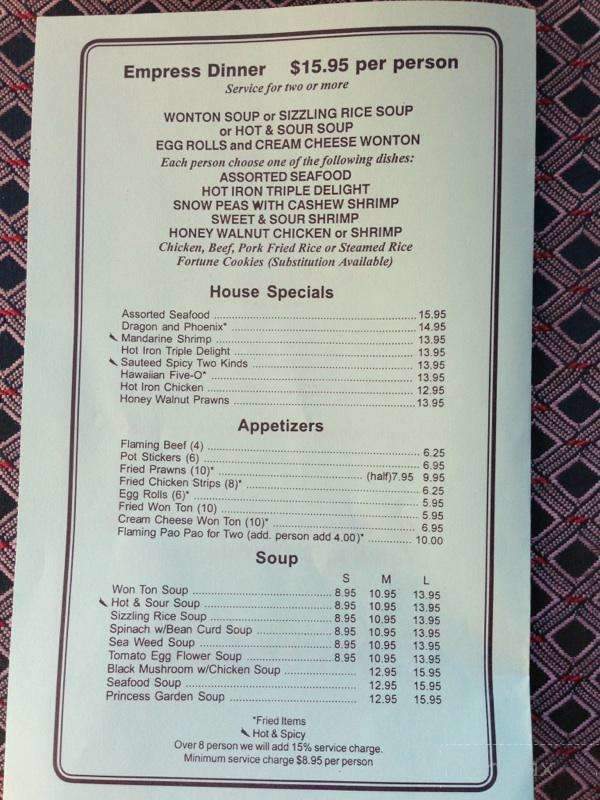 Empress Dinner $15.95 per person
Service for two or more
WONTON SOUP or SIZZLING RICE SOUP
or HOT & SOUR SOUP
EGG ROLLS and CREAM CHEESE WONTON
Each person choose one of the following dishes:
ASSORTED SEAFOOD
HOT IRON TRIPLE DELIGHT
SNOW PEAS WITH CASHEW SHRIMP
SWEET & SOUR SHRIMP
HONEY WALNUT CHICKEN or SHRIMP
Chicken, Beef, Pork Fried Rice or Steamed Rice
Fortune Cookies (Substitution Available)
House Specials
Assorted Seafood 15.95
Dragon and Phoenix* 14.95
Mandarine Shrimp 13.95
Hot Iron Triple Delight 13.95
Sauteed Spicy Two Kinds 13.95
Hawaiian Five-O* 13.95
Hot Iron Chicken 12.95
Honey Walnut Prawns 13.95
Appetizers
Flaming Beef (4) 6.25
Pot Stickers (6) 6.95
Fried Prawns (10)* (half)7.95 9.95
Fried Chicken Strips (8)* 6.25
Egg Rolls (6)* 5.95
Fried Won Ton (10) 5.95
Cream Cheese Won Ton (10)* 6.95
Flaming Pao Pao for Two (add. person add 4.00)* 10.00
Soup
S M L
Won Ton Soup 8.95 10.95 13.95
Hot & Sour Soup 8.95 10.95 13.95
Sizzling Rice Soup 8.95 10.95 13.95
Spinach w/Bean Curd Soup 8.95 10.95 13.95
Sea Weed Soup 8.95 10.95 13.95
Tomato Egg Flower Soup 8.95 10.95 13.95
Black Mushroom w/Chicken Soup 12.95 15.95
Seafood Soup 12.95 15.95
Princess Garden Soup 12.95 15.95
*Fried Items
Hot & Spicy
Over 8 person we will add 15% service charge.
Minimum service charge $8.95 per person